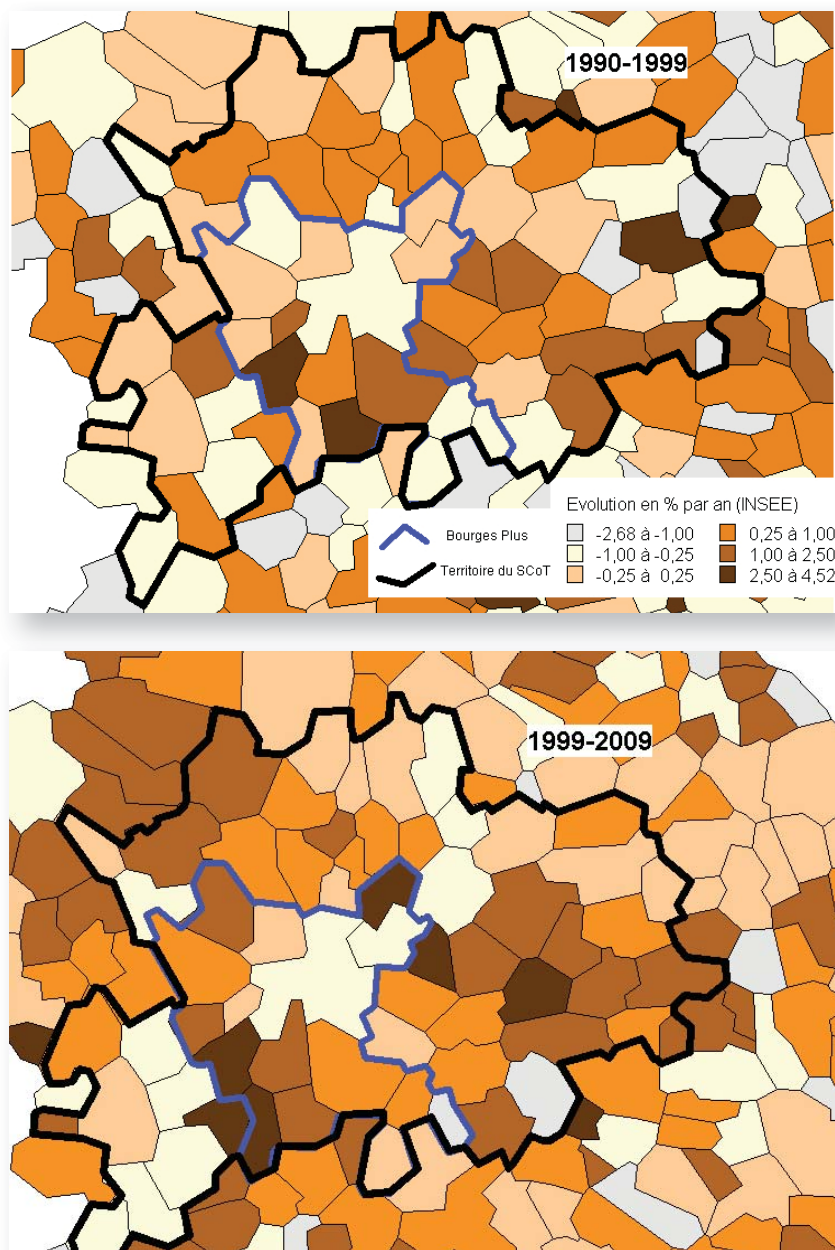 1990-1999
Evolution en % par an (INSEE)
Bourges Plus
Territoire du SCoT
-2,68 à -1,00
-1,00 à -0,25
-0,25 à 0,25
0,25 à 1,00
1,00 à 2,50
2,50 à 4,52
1999-2009